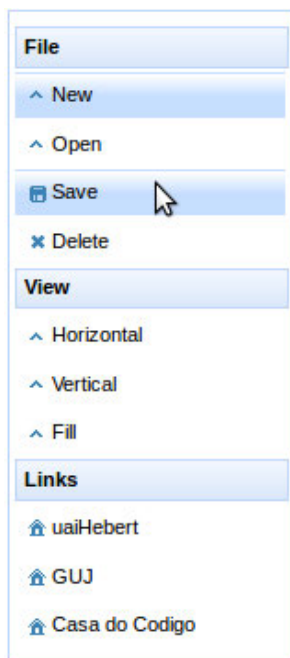 File
New
Open
Save
Delete
View
Horizontal
Vertical
Fill
Links
uaiHebert
GUJ
Casa do Codigo